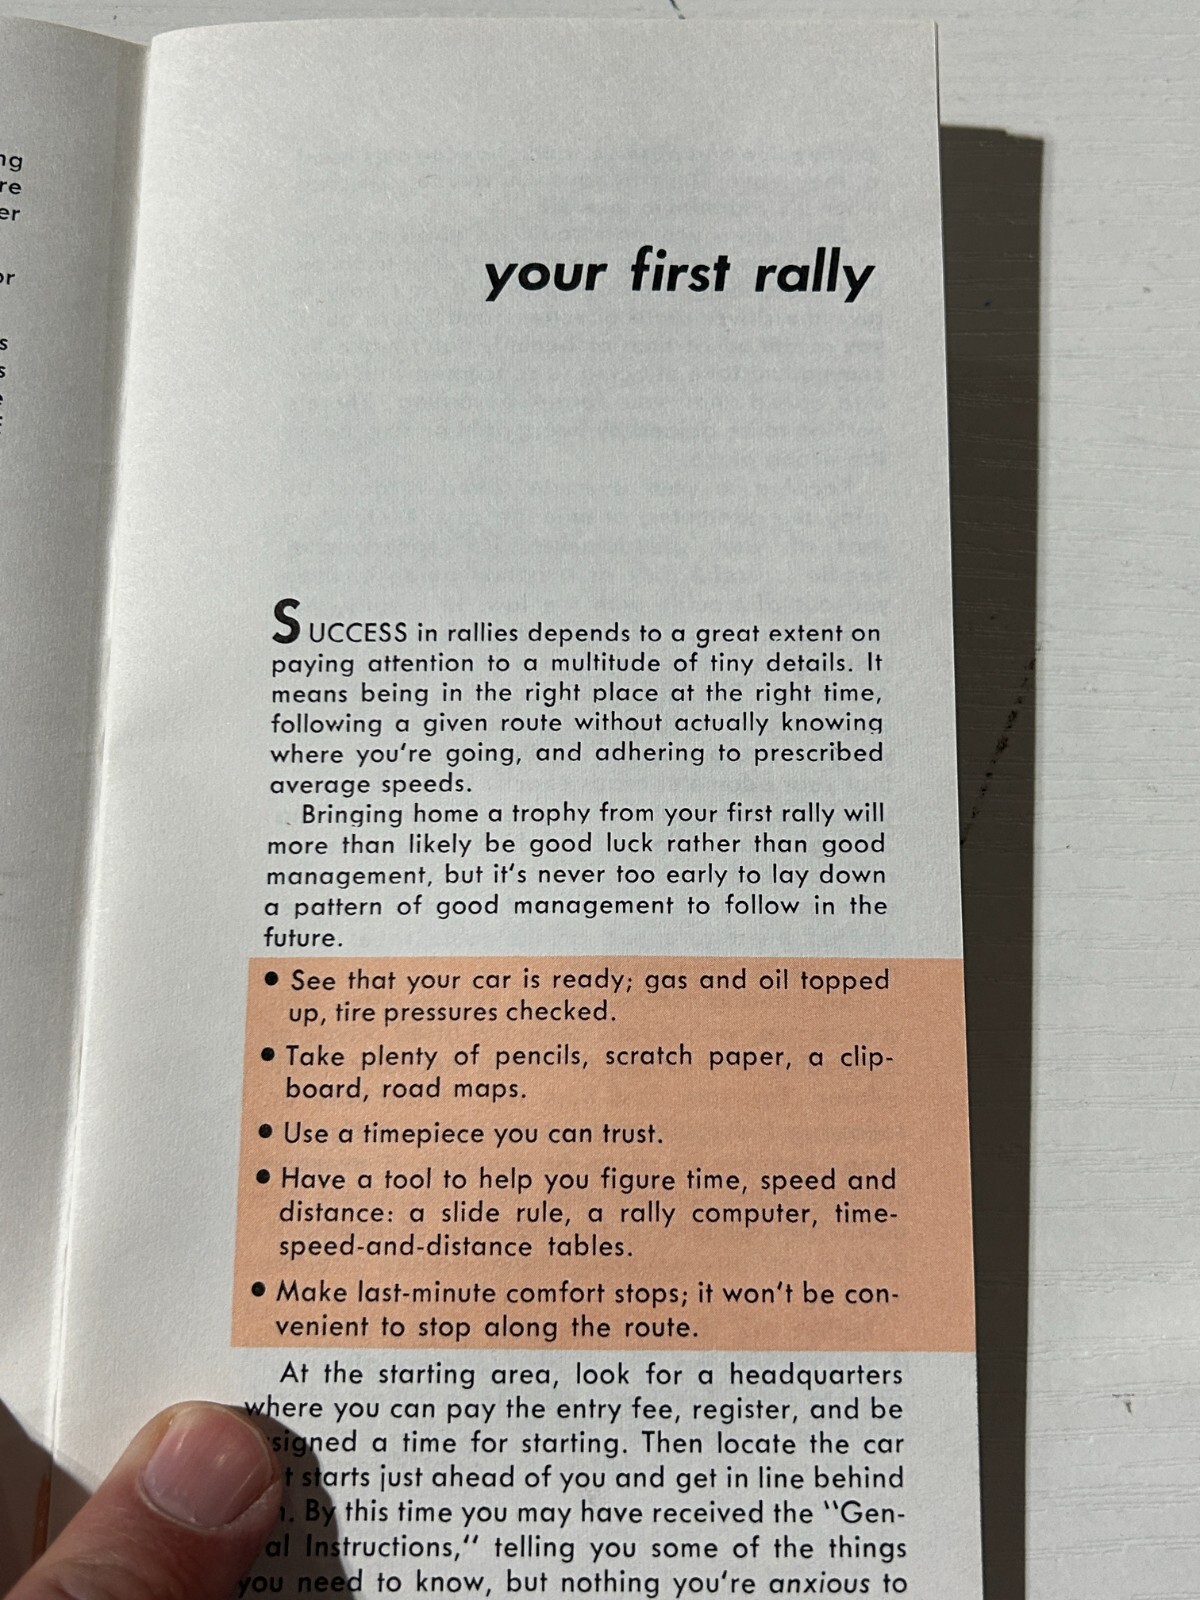 ng
re
er
or
s
s
e
your first rally
SUCCESS in rallies depends to a great extent on
paying attention to a multitude of tiny details. It
means being in the right place at the right time,
following a given route without actually knowing
where you're going, and adhering to prescribed
average speeds.
Bringing home a trophy from your first rally will
more than likely be good luck rather than good
management, but it's never too early to lay down
a pattern of good management to follow in the
future.
• See that your car is ready; gas and oil topped
up, tire pressures checked.
• Take plenty of pencils, scratch paper, a clip-
board, road maps.
• Use a timepiece you can trust.
• Have a tool to help you figure time, speed and
distance: a slide rule, a rally computer, time-
speed-and-distance tables.
• Make last-minute comfort stops; it won't be con-
venient to stop along the route.
At the starting area, look for a headquarters
where you can pay the entry fee, register, and be
signed a time for starting. Then locate the car
t starts just ahead of you and get in line behind
. By this time you may have received the "Gen-
al Instructions," telling you some of the things
you need to know, but nothing you're anxious to